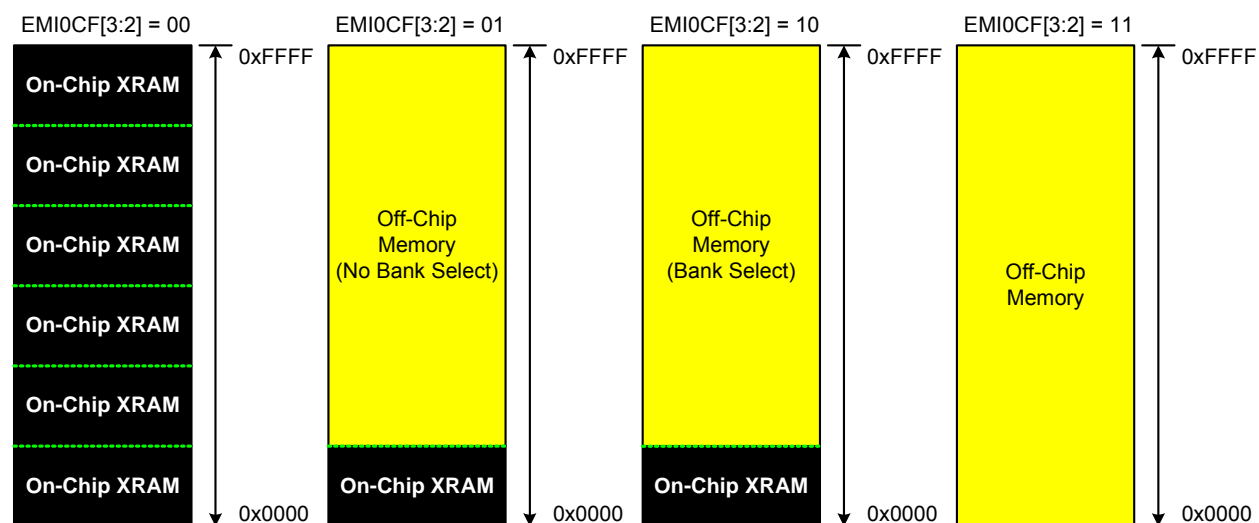 EMI0CF[3:2] = 00
On-Chip XRAM
On-Chip XRAM
On-Chip XRAM
On-Chip XRAM
On-Chip XRAM
On-Chip XRAM
0xFFFF
0x0000
EMI0CF[3:2] = 01
Off-Chip
Memory
(No Bank Select)
On-Chip XRAM
0xFFFF
0x0000
EMI0CF[3:2] = 10
Off-Chip
Memory
(Bank Select)
On-Chip XRAM
0xFFFF
0x0000
EMI0CF[3:2] = 11
Off-Chip
Memory
0xFFFF
0x0000